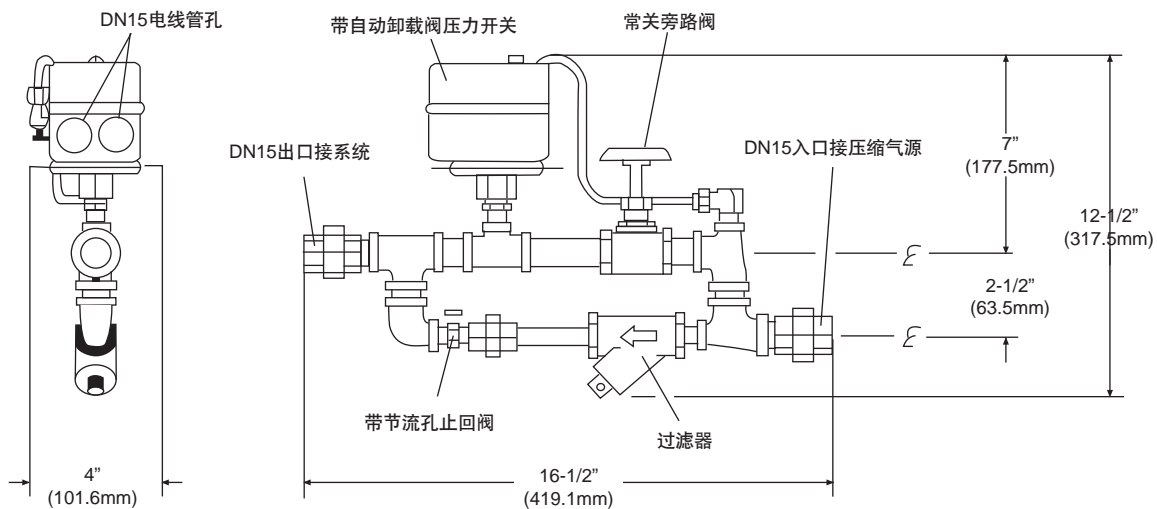 DN15电线管孔
带自动卸载阀压力开关
常关旁路阀
DN15出口接系统
DN15入口接压缩气源
7”
(177.5mm)
12-1/2”
(317.5mm)
2-1/2”
(63.5mm)
带节流孔止回阀
过滤器
4”
(101.6mm)
16-1/2”
(419.1mm)